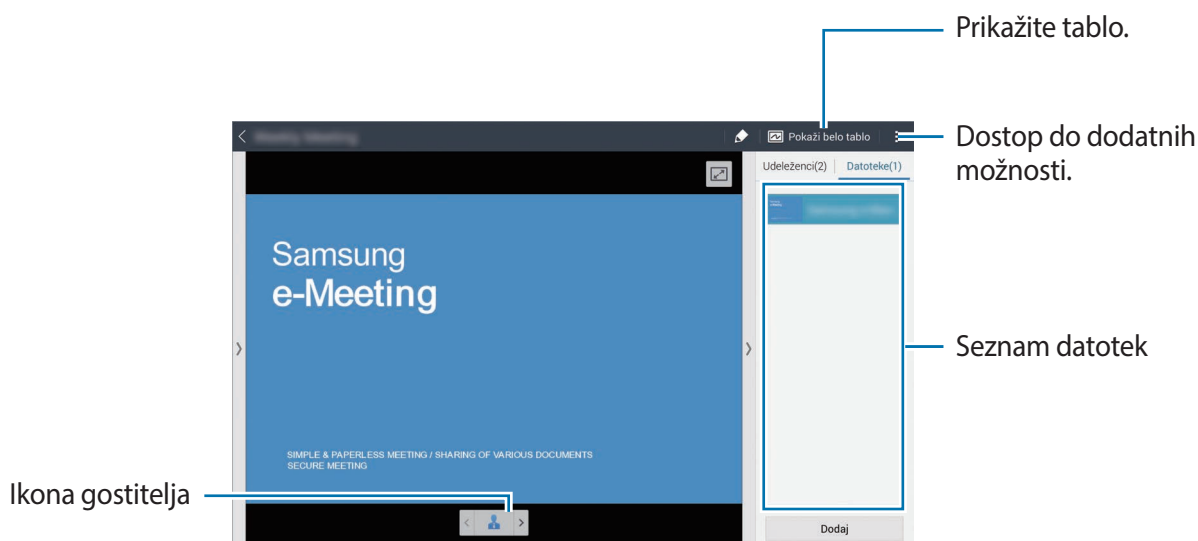 Prikažite tablo.
Pokaži belo tablo
Dostop do dodatnih
možnosti.
Udeleženci(2)
Datoteke(1)
Samsung
e-Meeting
Seznam datotek
SIMPLE & PAPERLESS MEETING / SHARING OF VARIOUS DOCUMENTS
SECURE MEETING
Ikona gostitelja
Dodaj